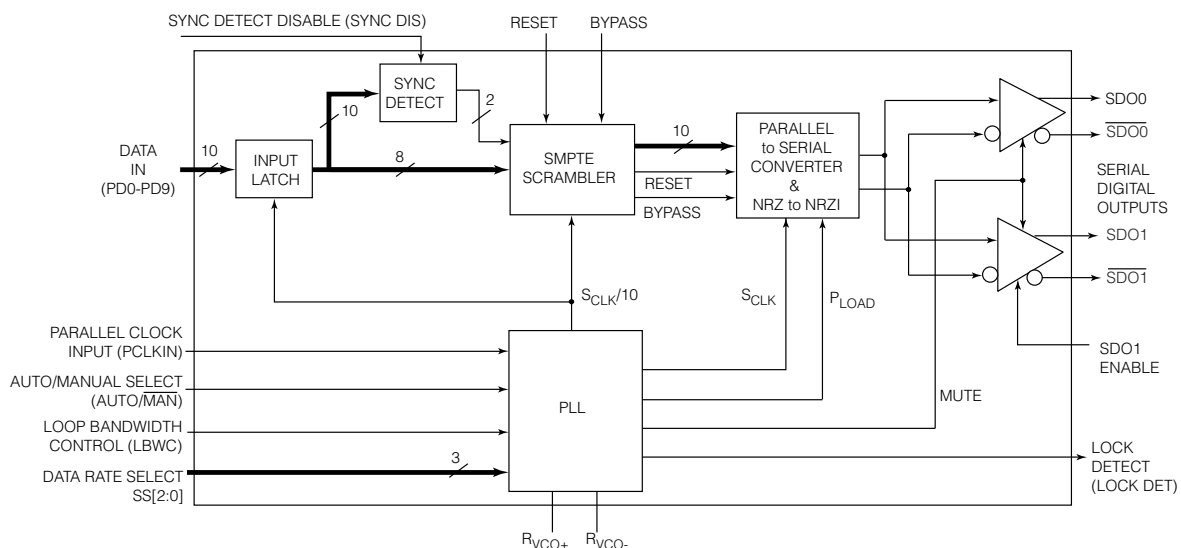 SYNC DETECT DISABLE (SYNC DIS)
RESET
BYPASS
SYNC
DETECT
10
2
DATA
IN
(PD0-PD9)
10
INPUT
LATCH
8
SMPTE
SCRAMBLER
10
RESET
BYPASS
PARALLEL
to SERIAL
CONVERTER
&
NRZ to NRZI
SDO0
SDO0
SERIAL
DIGITAL
OUTPUTS
SDO1
SDO1
SCLK/10
SCLK
PLOAD
PARALLEL CLOCK
INPUT (PCLKIN)
AUTO/MANUAL SELECT
(AUTO/MAN)
LOOP BANDWIDTH
CONTROL (LBWC)
DATA RATE SELECT
SS[2:0]
3
PLL
MUTE
SDO1
ENABLE
LOCK
DETECT
(LOCK DET)
RVCO+
RVCO-